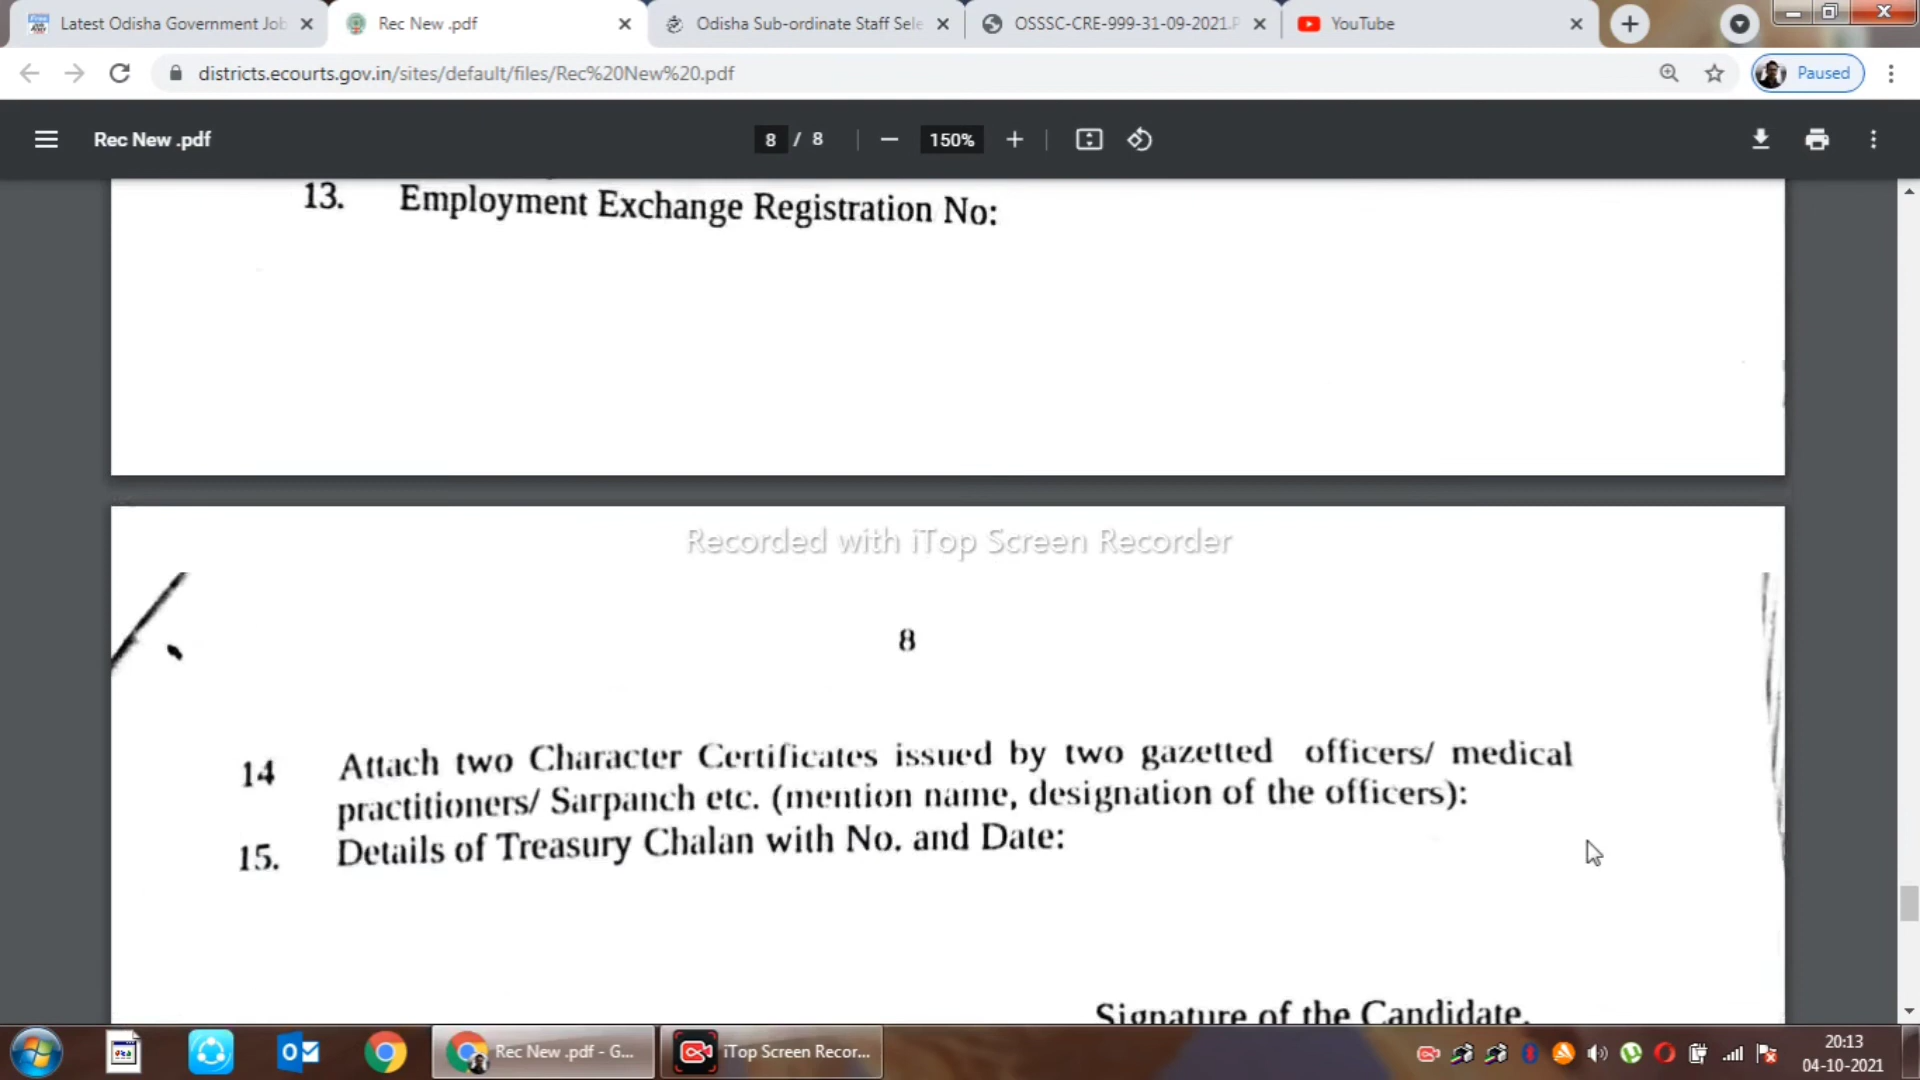 Latest Odisha Government Job
Rec New .pdf
Odisha Sub-ordinate Staff Sele
OSSSC-CRE-999-31-09-2021.P
YouTube
districts.ecourts.gov.in/sites/default/files/Rec%20New%20.pdf
Paused
Rec New .pdf
8 / 8
150%
13. Employment Exchange Registration No:
Recorded with iTop Screen Recorder
8
14 Attach two Character Certificates issued by two gazetted officers/ medical
practitioners/ Sarpanch etc. (mention name, designation of the officers):
15. Details of Treasury Chalan with No. and Date:
Signature of the Candidate.
Rec New .pdf - G...
iTop Screen Recor...
20:13
04-10-2021